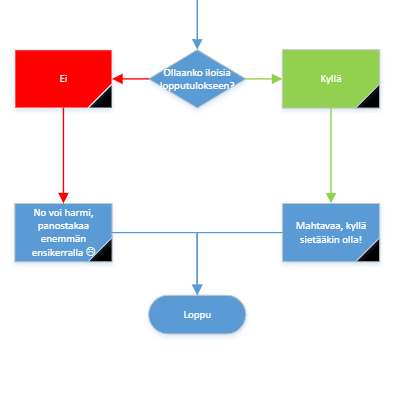 Ollaanko iloisia
lopputulokseen?
Ei
Kyllä
No voi harmi,
panostakaa
enemmän
ensikerralla ☹
Mahtavaa, kyllä
sietääkin olla!
Loppu